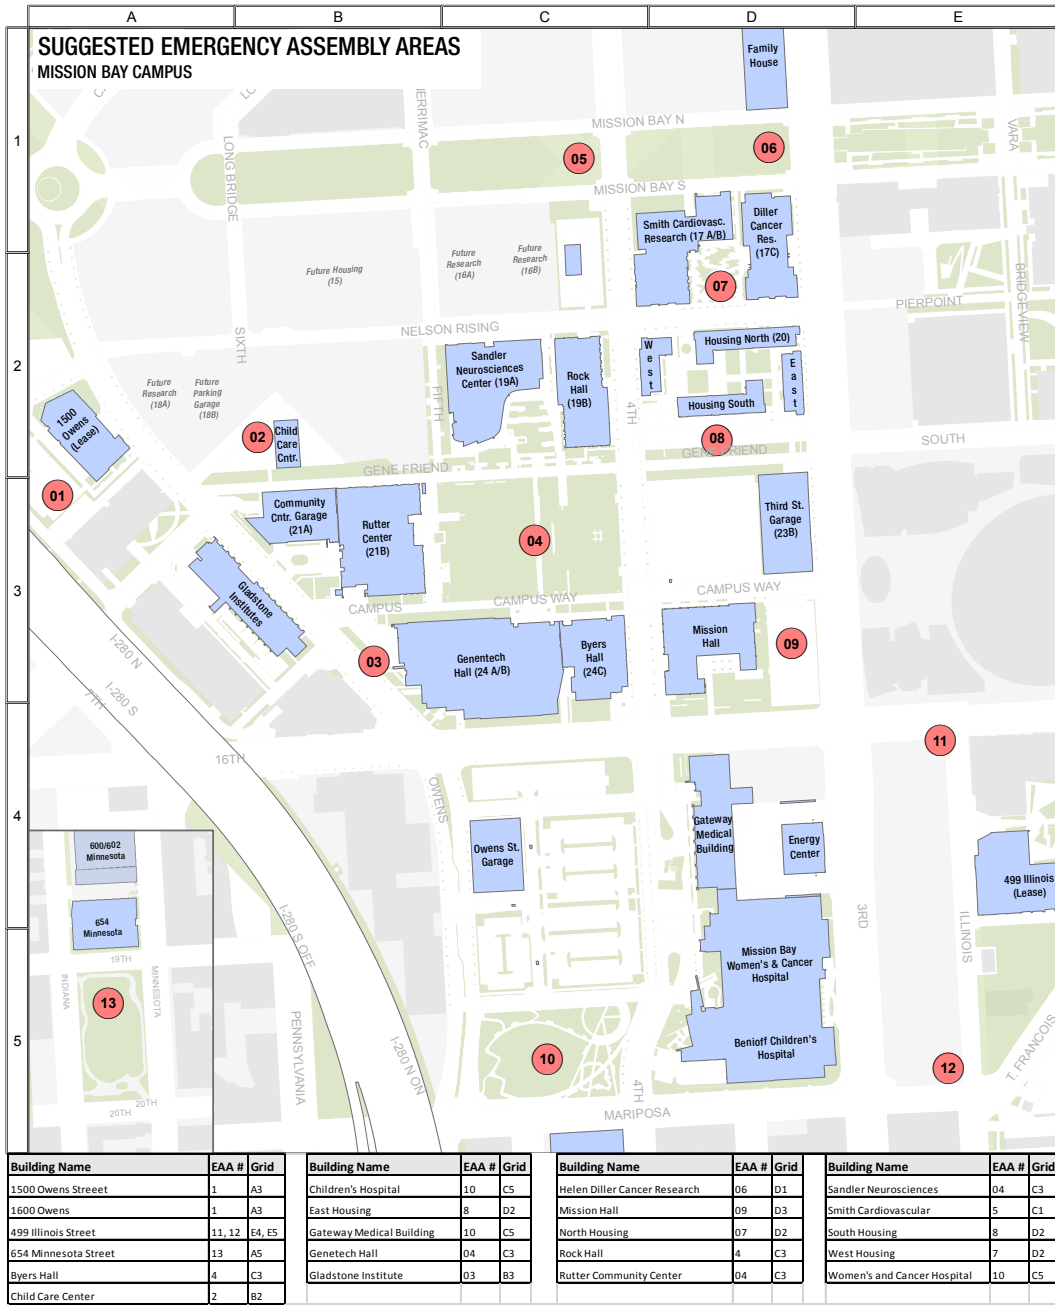 A B C D E
SUGGESTED EMERGENCY ASSEMBLY AREAS
MISSION BAY CAMPUS
Family
House
1
MISSION BAY N
VARA
LONG BRIDGE
05
06
MISSION BAY S
Smith Cardiovasc.
Research (17 A/B)
Diller
Cancer
Res.
(17C)
Future Housing
(15)
Future
Research
(16A)
Future
Research
(16B)
07
PIERPOINT
BRIDGEVIEW
NELSON RISING
SIXTH
2
Sandler
Neurosciences
Center (19A)
Rock
Hall
(19B)
W
e
s
t
Housing North (20)
E
a
s
t
Housing South
Future
Research
(18A)
Future
Parking
Garage
(18B)
FIFTH
4TH
1500
Owens
(Lease)
02
Child
Care
Cntr.
08
SOUTH
GENE FRIEND
GENE FRIEND
01
Community
Cntr. Garage
(21A)
Rutter
Center
(21B)
04
Third St.
Garage
(23B)
3
Gladstone
Institutes
CAMPUS
CAMPUS WAY
CAMPUS WAY
I-280 N
I-280 S
7TH
03
Genentech
Hall (24 A/B)
Byers
Hall
(24C)
Mission
Hall
09
11
16TH
OWENS
4
Gateway
Medical
Building
Energy
Center
Owens St.
Garage
600/602
Minnesota
499 Illinois
(Lease)
654
Minnesota
3RD
ILLINOIS
I-280 S OFF
19TH
INDIANA
MINNESOTA
13
Mission Bay
Women's & Cancer
Hospital
5
PENNSYLVANIA
I-280 N ON
10
Benioff Children's
Hospital
T. FRANCOIS
12
20TH
20TH
4TH
MARIPOSA
Building Name EAA # Grid
1500 Owens Streeet 1 A3
1600 Owens 1 A3
499 Illinois Street 11, 12 E4, E5
654 Minnesota Street 13 A5
Byers Hall 4 C3
Child Care Center 2 B2
Building Name EAA # Grid
Children's Hospital 10 C5
East Housing 8 D2
Gateway Medical Building 10 C5
Genetech Hall 04 C3
Gladstone Institute 03 B3
Building Name EAA # Grid
Helen Diller Cancer Research 06 D1
Mission Hall 09 D3
North Housing 07 D2
Rock Hall 4 C3
Rutter Community Center 04 C3
Building Name EAA # Grid
Sandler Neurosciences 04 C3
Smith Cardiovascular 5 C1
South Housing 8 D2
West Housing 7 D2
Women's and Cancer Hospital 10 C5